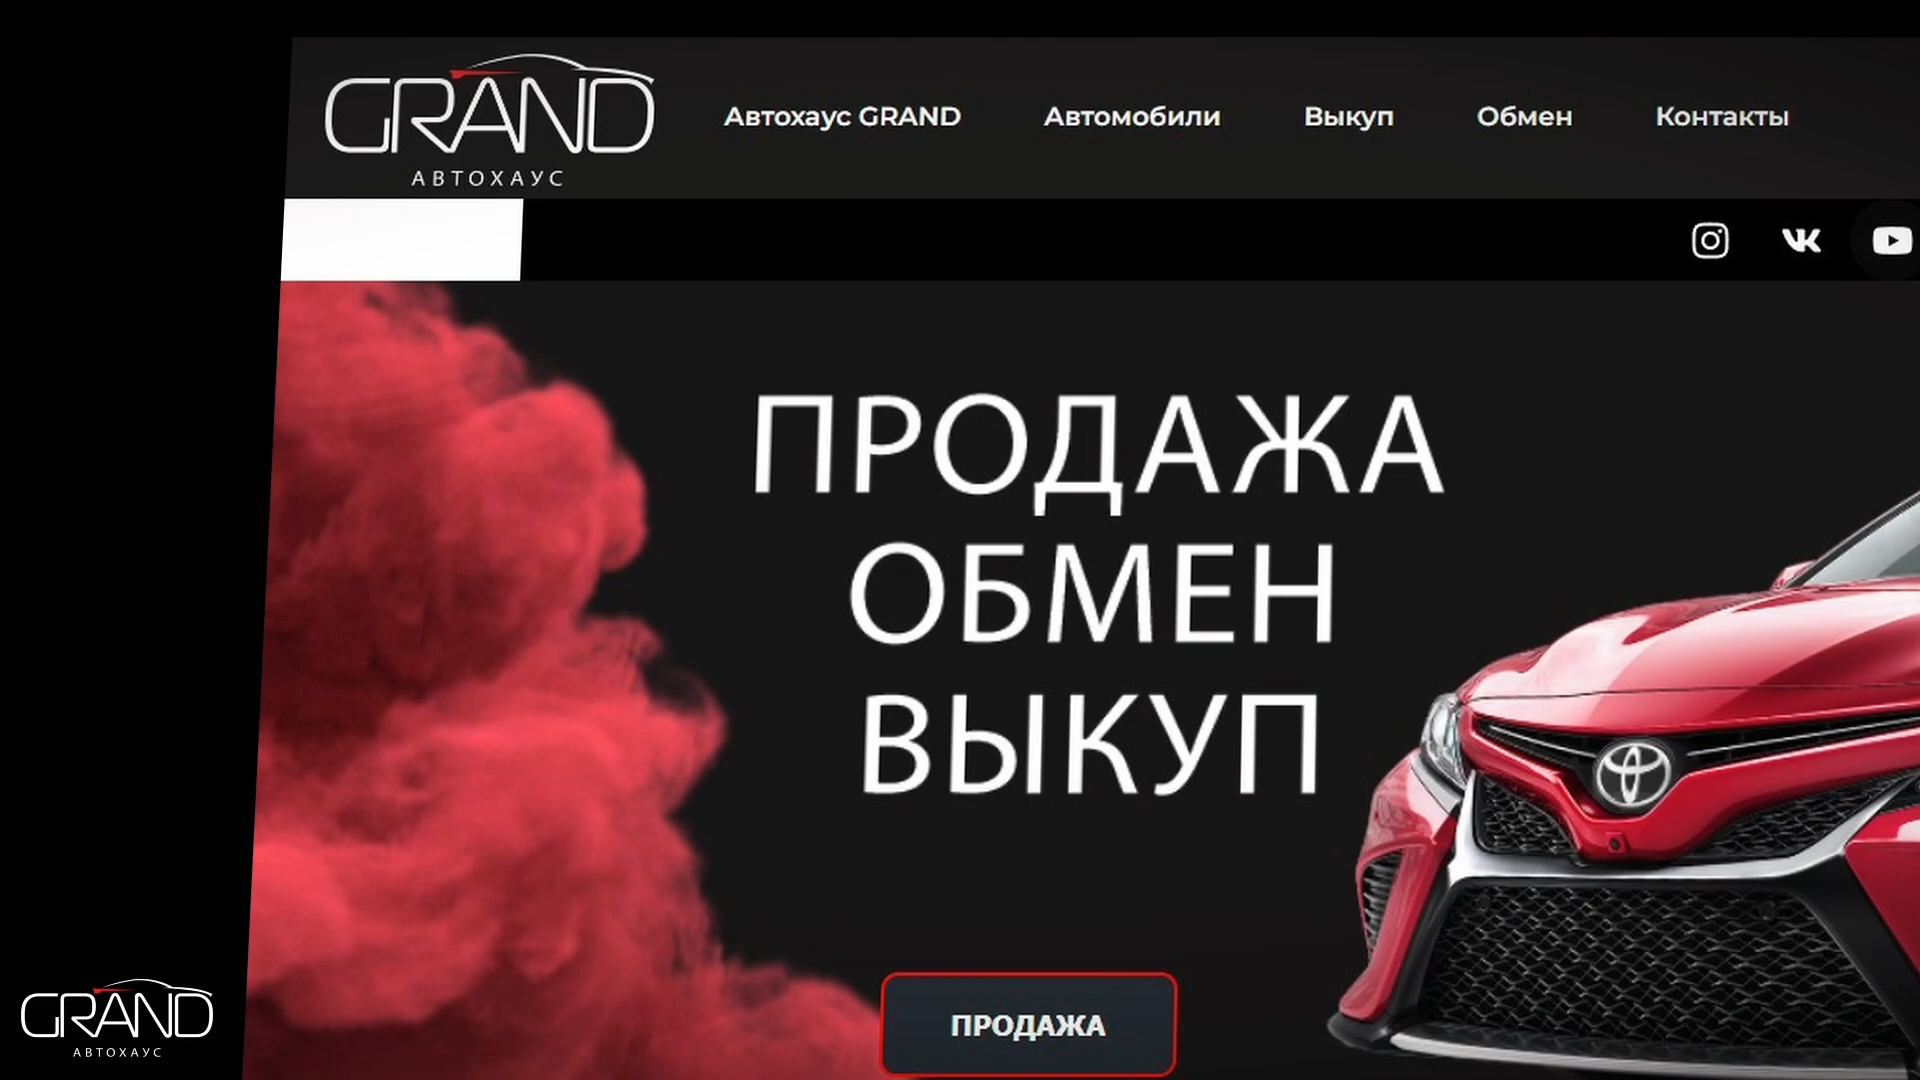 GRAND
АВТОХАУС
Автохаус GRAND Автомобили Выкуп Обмен Контакты
ПРОДАЖА
ОБМЕН
ВЫКУП
ПРОДАЖА
GRAND
АВТОХАУС